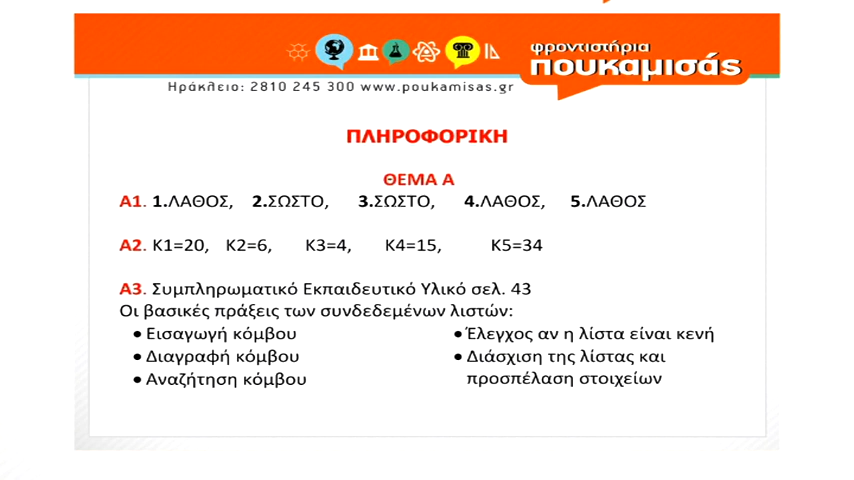 φροντιστήρια
πουκαμισάς
Ηράκλειο: 2810 245 300 www.poukamisas.gr
ΠΛΗΡΟΦΟΡΙΚΗ
ΘΕΜΑ Α
Α1. 1.ΛΑΘΟΣ, 2.ΣΩΣΤΟ, 3.ΣΩΣΤΟ, 4.ΛΑΘΟΣ, 5.ΛΑΘΟΣ
Α2. Κ1=20, Κ2=6, Κ3=4, Κ4=15, Κ5=34
Α3. Συμπληρωματικό Εκπαιδευτικό Υλικό σελ. 43
Οι βασικές πράξεις των συνδεδεμένων λιστών:
• Εισαγωγή κόμβου
• Διαγραφή κόμβου
• Αναζήτηση κόμβου
• Έλεγχος αν η λίστα είναι κενή
• Διάσχιση της λίστας και
προσπέλαση στοιχείων